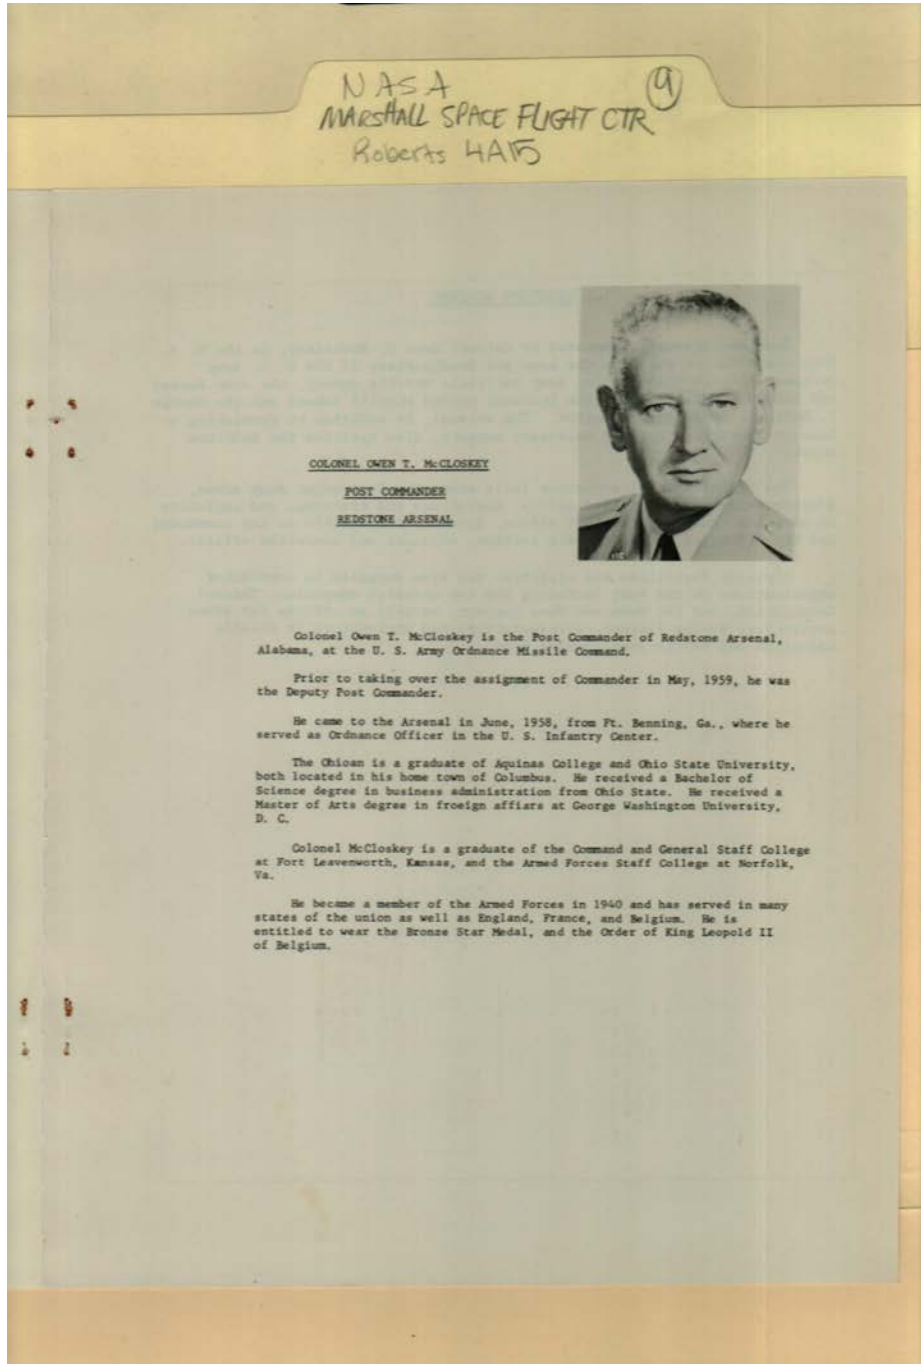 NASA
9
MARSHALL SPACE FLIGHT CTR
Roberts 4A15
COLONEL OWEN T. McCLOSKEY
POST COMMANDER
REDSTONE ARSENAL
Colonel Owen T. McCloskey is the Post Commander of Redstone Arsenal,
Alabama, at the U. S. Army Ordnance Missile Command.
Prior to taking over the assignment of Commander in May, 1959, he was
the Deputy Post Commander.
He came to the Arsenal in June, 1958, from Ft. Benning, Ga., where he
served as Ordnance Officer in the U. S. Infantry Center.
The Ohioan is a graduate of Aquinas College and Ohio State University,
both located in his home town of Columbus. He received a Bachelor of
Science degree in business administration from Ohio State. He received a
Master of Arts degree in froeign affiars at George Washington University,
D. C.
Colonel McCloskey is a graduate of the Command and General Staff College
at Fort Leavenworth, Kansas, and the Armed Forces Staff College at Norfolk,
Va.
He became a member of the Armed Forces in 1940 and has served in many
states of the union as well as England, France, and Belgium. He is
entitled to wear the Bronze Star Medal, and the Order of King Leopold II
of Belgium.